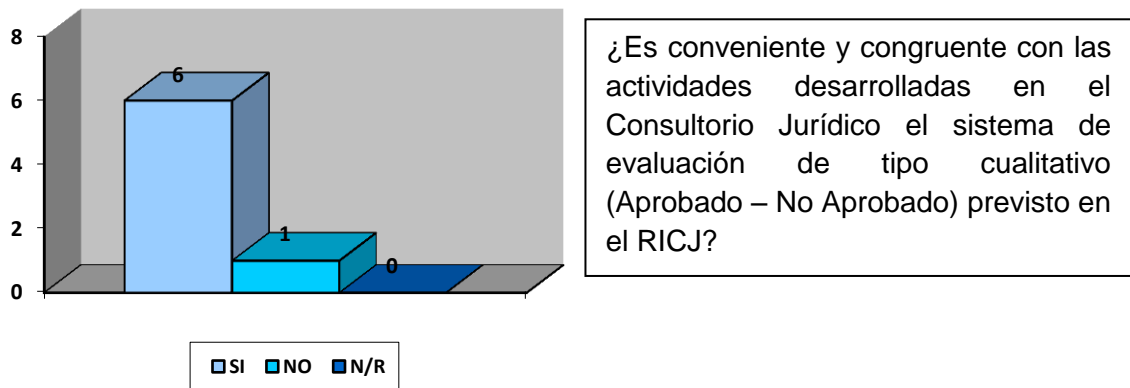 8
6
4
2
0
6
1
0
SI NO N/R
¿Es conveniente y congruente con las
actividades desarrolladas en el
Consultorio Jurídico el sistema de
evaluación de tipo cualitativo
(Aprobado – No Aprobado) previsto en
el RICJ?